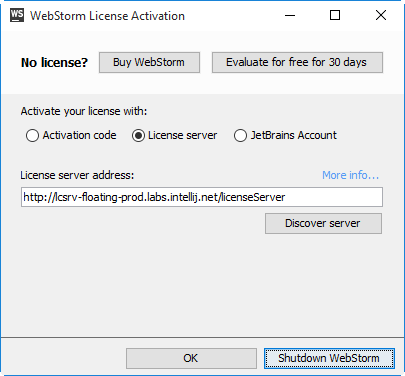 WS WebStorm License Activation
No license? Buy WebStorm Evaluate for free for 30 days
Activate your license with:
Activation code License server JetBrains Account
License server address: More info...
http://lcsrv-floating-prod.labs.intellij.net/licenseServer
Discover server
OK Shutdown WebStorm